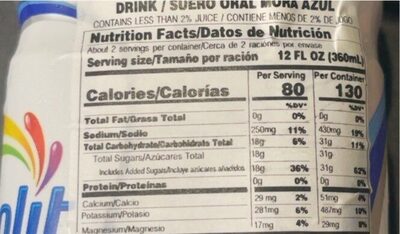 DRINK / SUERO ORAL MORA AZUL
CONTAINS LESS THAN 2% JUICE / CONTIENE MENOS DE 2% DE JUGO
Nutrition Facts/Datos de Nutrición
About 2 servings per container/Cerca de 2 raciones por envase
Serving size/Tamaño por ración 12 FL OZ (360mL)
Per Serving Per Container
Calories/Calorías 80 130
%DV* %DV*
Total Fat/Grasa Total 0g 0% 0g 0%
Sodium/Sodio 250mg 11% 430mg 19%
Total Carbohydrate/Carbohidrato Total 18g 6% 31g 11%
Total Sugars/Azúcares Total 18g 31g
Includes Added Sugars/Incluye azúcares añadidos 18g 36% 31g 62%
Protein/Proteínas 0g 0% 0g 0%
Calcium/Calcio 29 mg 2% 51mg 4%
Potassium/Potasio 281mg 6% 487mg 10%
Magnesium/Magnesio 17mg 4% 29mg
olit